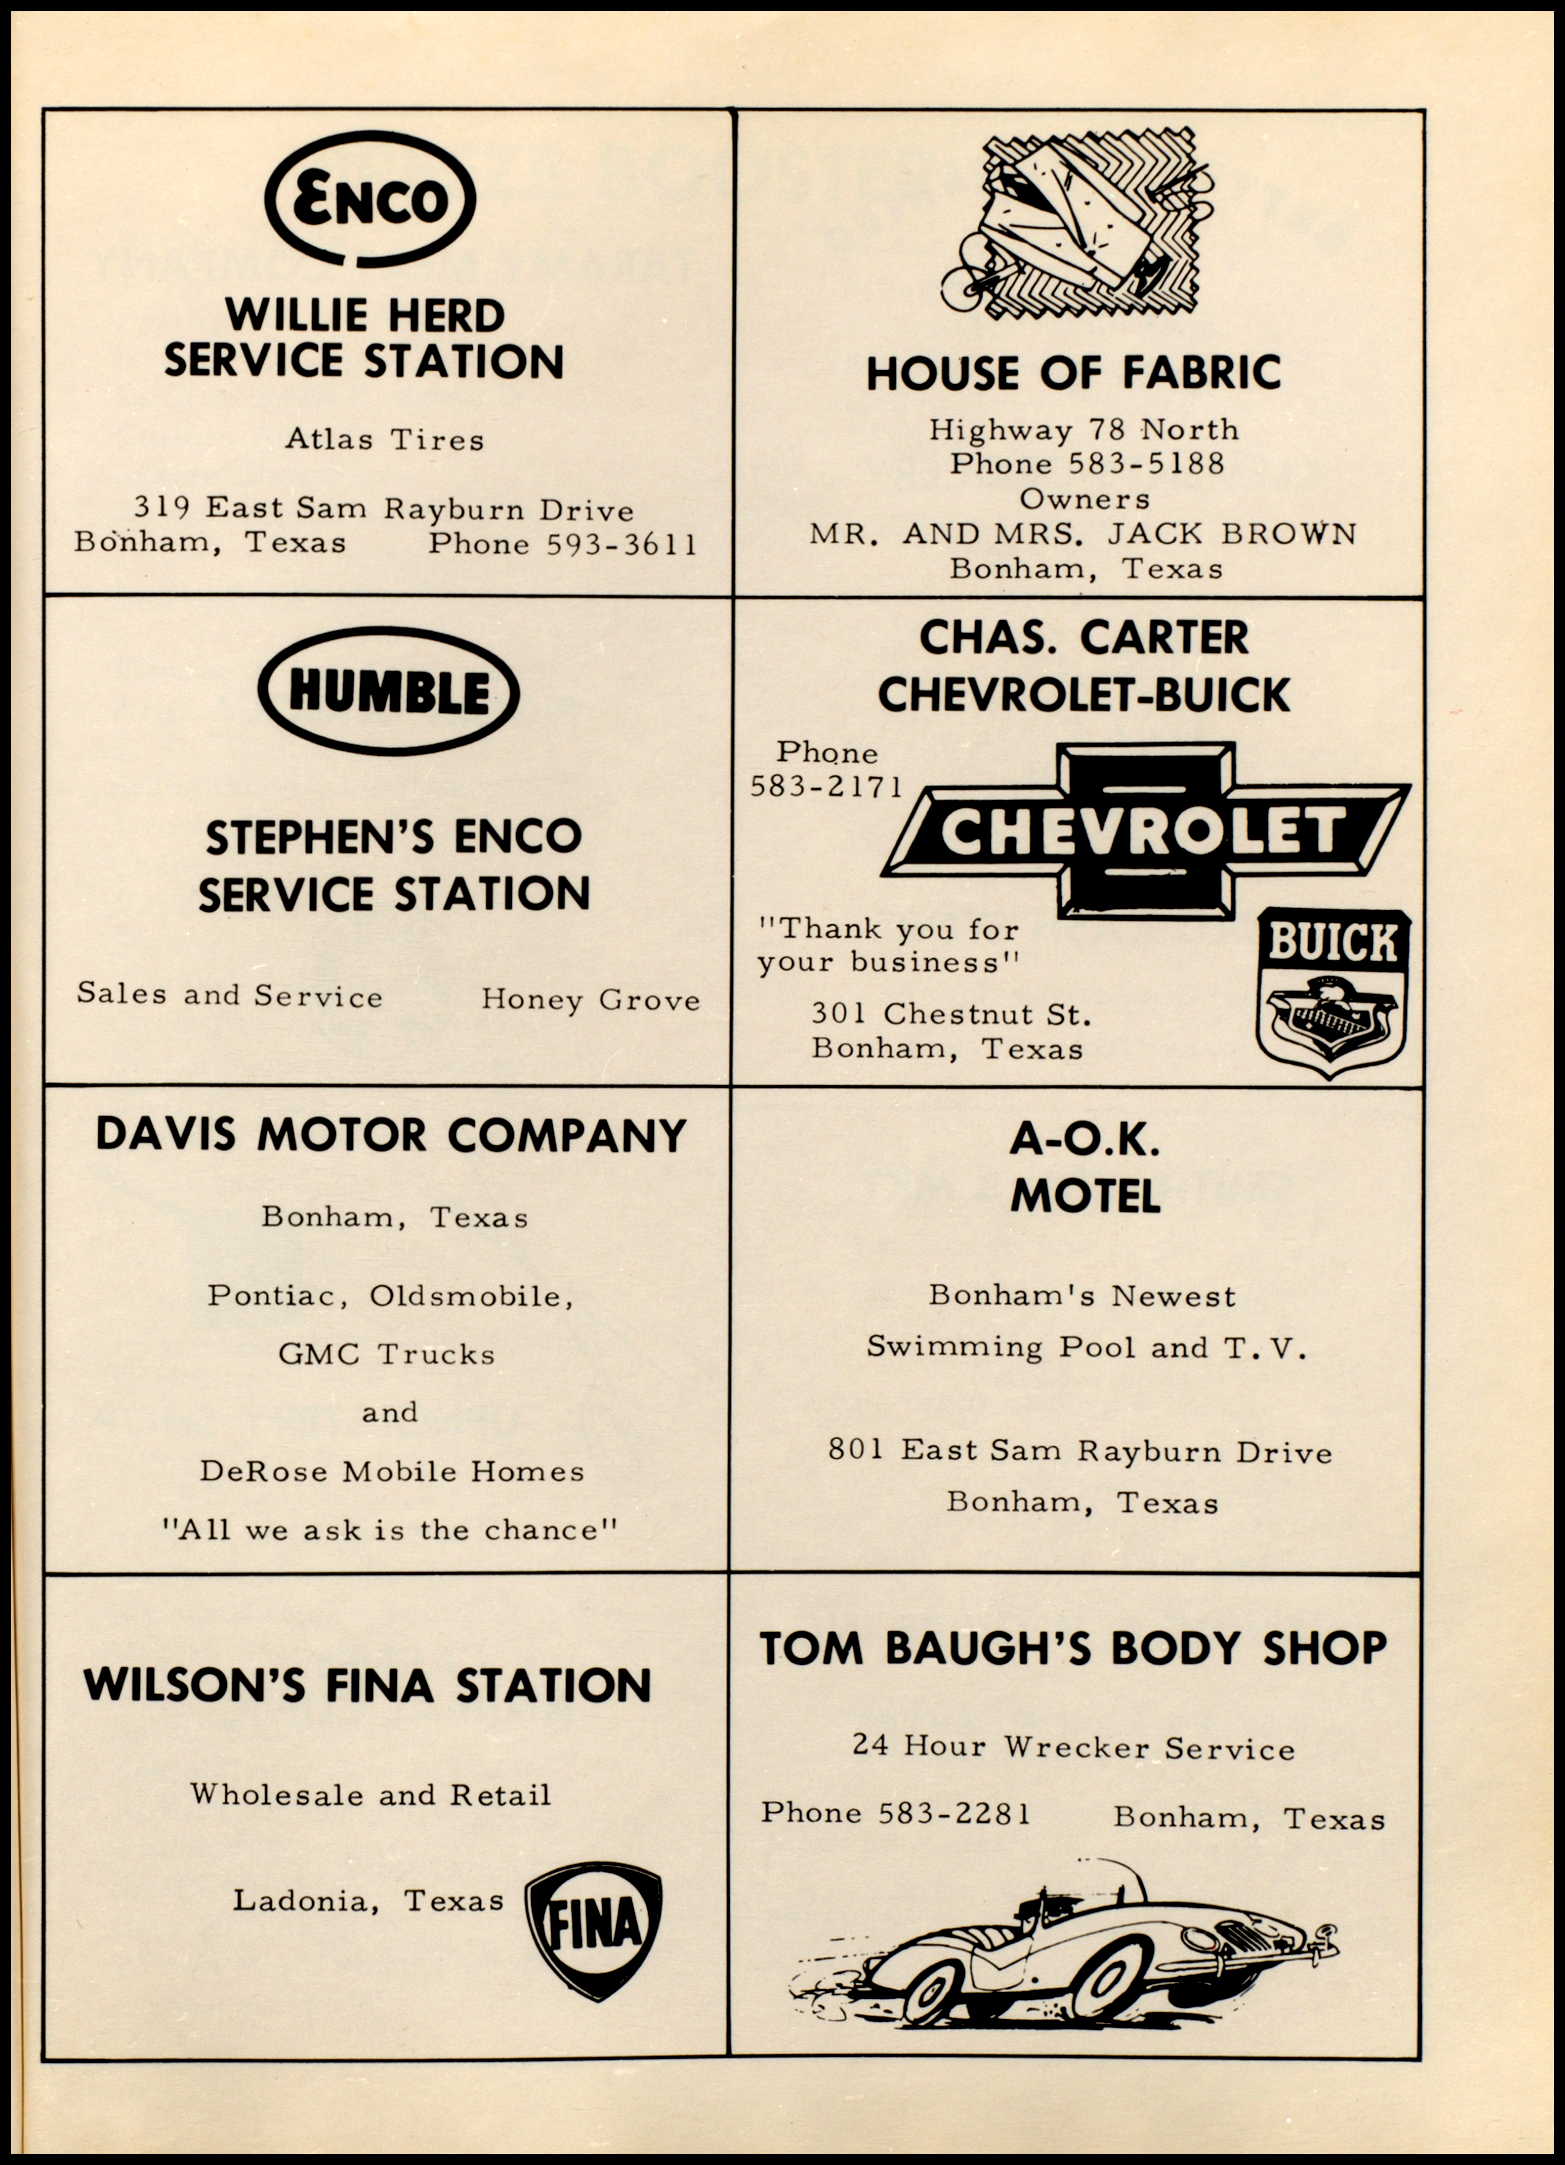 ENCO
WILLIE HERD
SERVICE STATION
Atlas Tires
319 East Sam Rayburn Drive
Bonham, Texas Phone 593-3611
HOUSE OF FABRIC
Highway 78 North
Phone 583-5188
Owners
MR. AND MRS. JACK BROWN
Bonham, Texas
HUMBLE
STEPHEN'S ENCO
SERVICE STATION
Sales and Service Honey Grove
CHAS. CARTER
CHEVROLET-BUICK
Phone
583-2171
CHEVROLET
"Thank you for
your business"
BUICK
301 Chestnut St.
Bonham, Texas
DAVIS MOTOR COMPANY
Bonham, Texas
Pontiac, Oldsmobile,
GMC Trucks
and
DeRose Mobile Homes
"All we ask is the chance"
A-O.K.
MOTEL
Bonham's Newest
Swimming Pool and T.V.
801 East Sam Rayburn Drive
Bonham, Texas
WILSON'S FINA STATION
Wholesale and Retail
Ladonia, Texas
FINA
TOM BAUGH'S BODY SHOP
24 Hour Wrecker Service
Phone 583-2281 Bonham, Texas